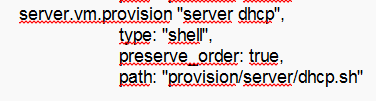 server.vm.provision "server dhcp",
type: "shell",
preserve_order: true,
path: "provision/server/dhcp.sh"